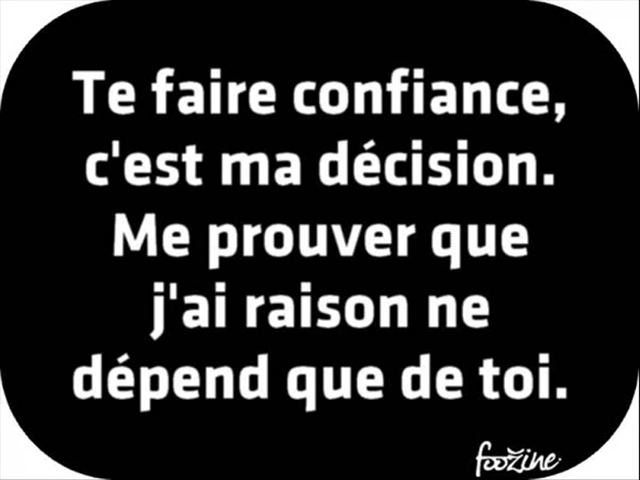 Te faire confiance,
c'est ma décision.
Me prouver que
j'ai raison ne
dépend que de toi.
foozine